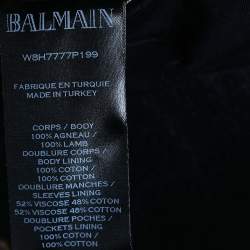 BALMAIN
W8H7777P199
FABRIQUE EN TURQUIE
MADE IN TURKEY
CORPS / BODY
100% AGNEAU /
100% LAMB
DOUBLURE CORPS /
BODY LINING
100% COTON /
100% COTTON
DOUBLURE MANCHES /
SLEEVES LINING
52% VISCOSE 48% COTON /
52% VISCOSE 48% COTTON
DOUBLURE POCHE /
POCKET LINING
100% COTON /
100% COTTON